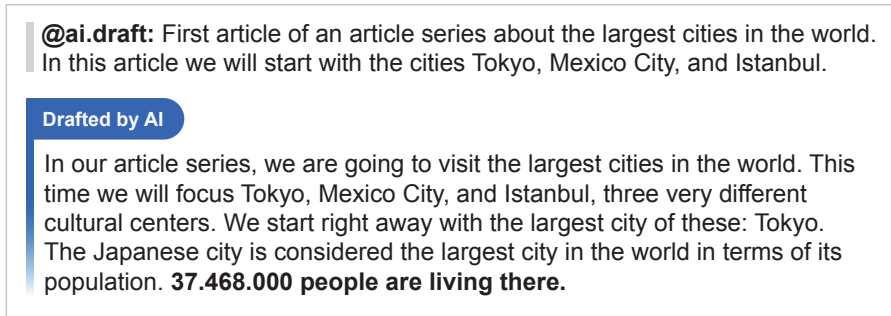 @ai.draft: First article of an article series about the largest cities in the world.
In this article we will start with the cities Tokyo, Mexico City, and Istanbul.
Drafted by AI
In our article series, we are going to visit the largest cities in the world. This
time we will focus Tokyo, Mexico City, and Istanbul, three very different
cultural centers. We start right away with the largest city of these: Tokyo.
The Japanese city is considered the largest city in the world in terms of its
population. 37.468.000 people are living there.